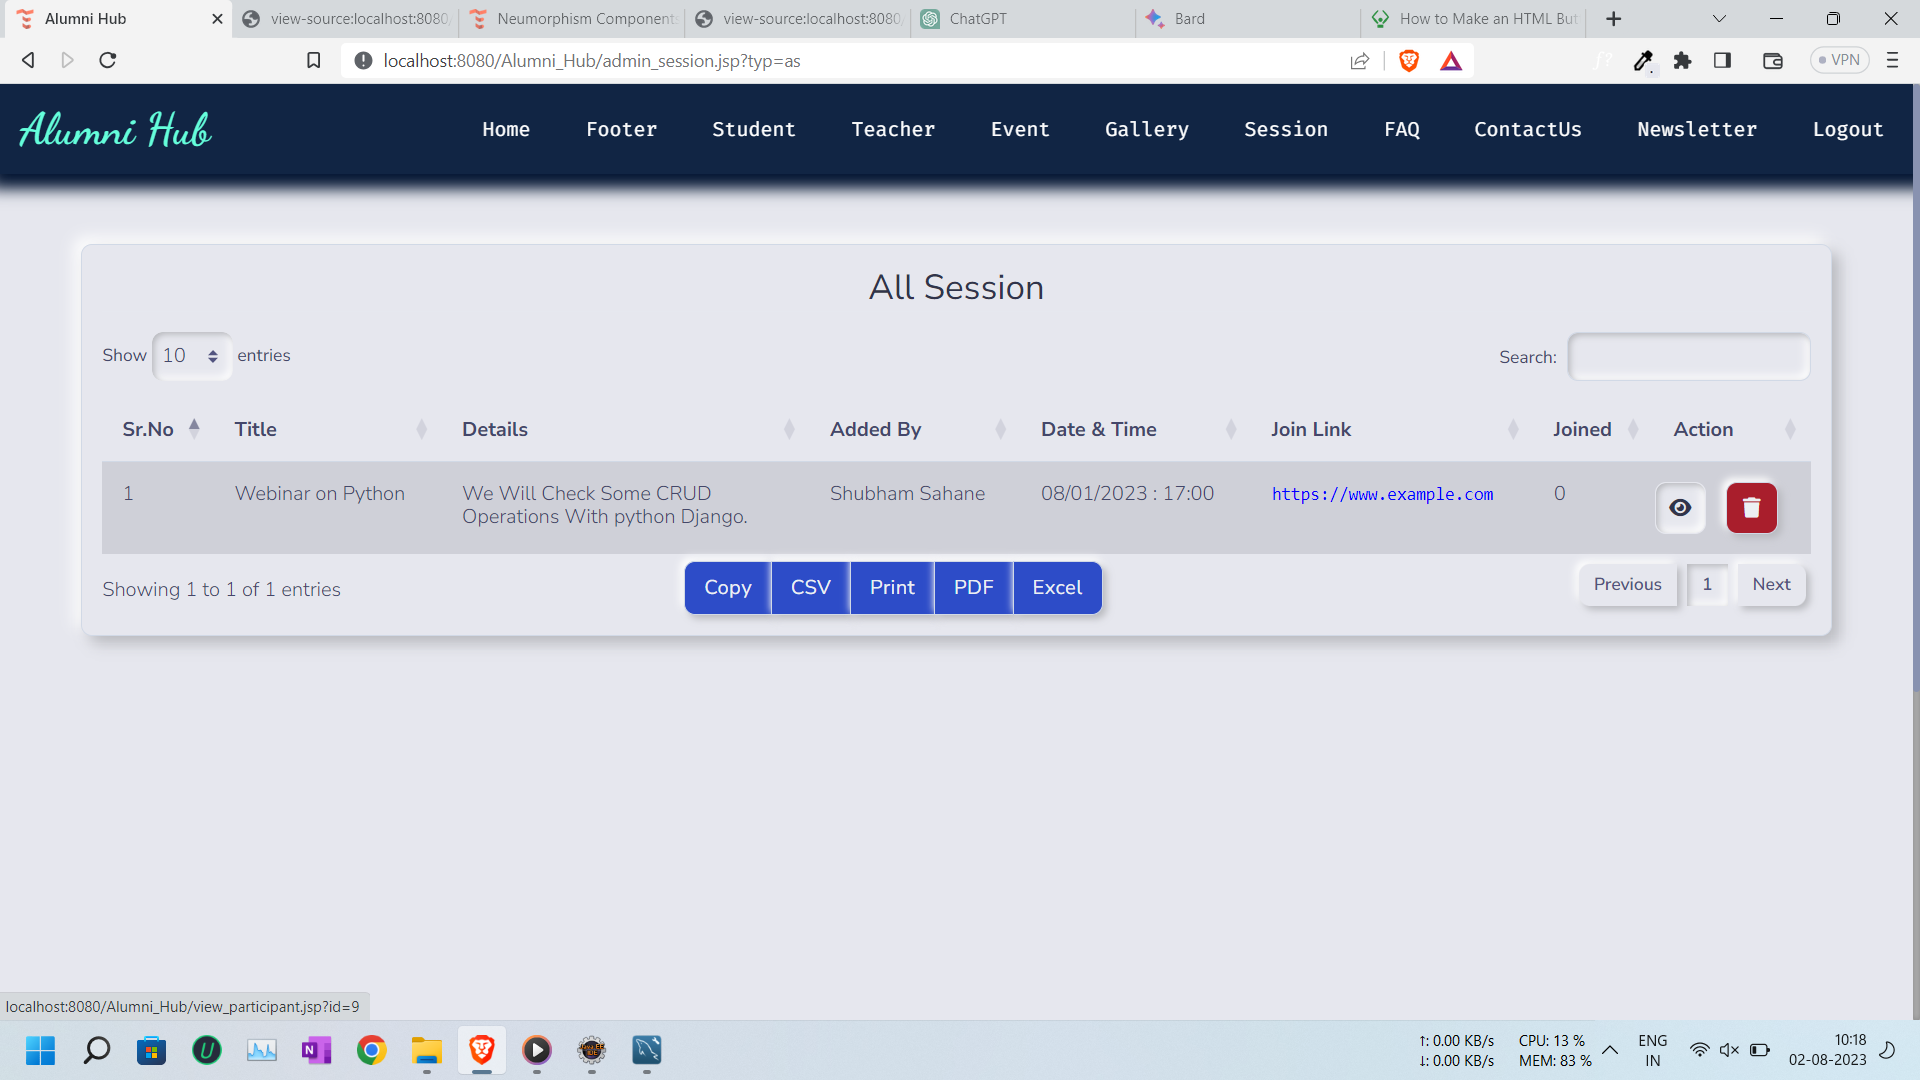 Alumni Hub
view-source:localhost:8080/
Neumorphism Component
view-source:localhost:8080/
ChatGPT
Bard
How to Make an HTML But
localhost:8080/Alumni_Hub/admin_session.jsp?typ=as
VPN
Alumni Hub
Home Footer Student Teacher Event Gallery Session FAQ ContactUs Newsletter Logout
All Session
Show 10 entries
Search:
Sr.No Title Details Added By Date & Time Join Link Joined Action
1 Webinar on Python We Will Check Some CRUD Shubham Sahane 08/01/2023 : 17:00 https://www.example.com 0
Operations With python Django.
Showing 1 to 1 of 1 entries
Copy CSV Print PDF Excel
Previous 1 Next
localhost:8080/Alumni_Hub/view_participant.jsp?id=9
↑: 0.00 KB/s CPU: 13 % ENG 10:18
↓: 0.00 KB/s MEM: 83 % IN 02-08-2023